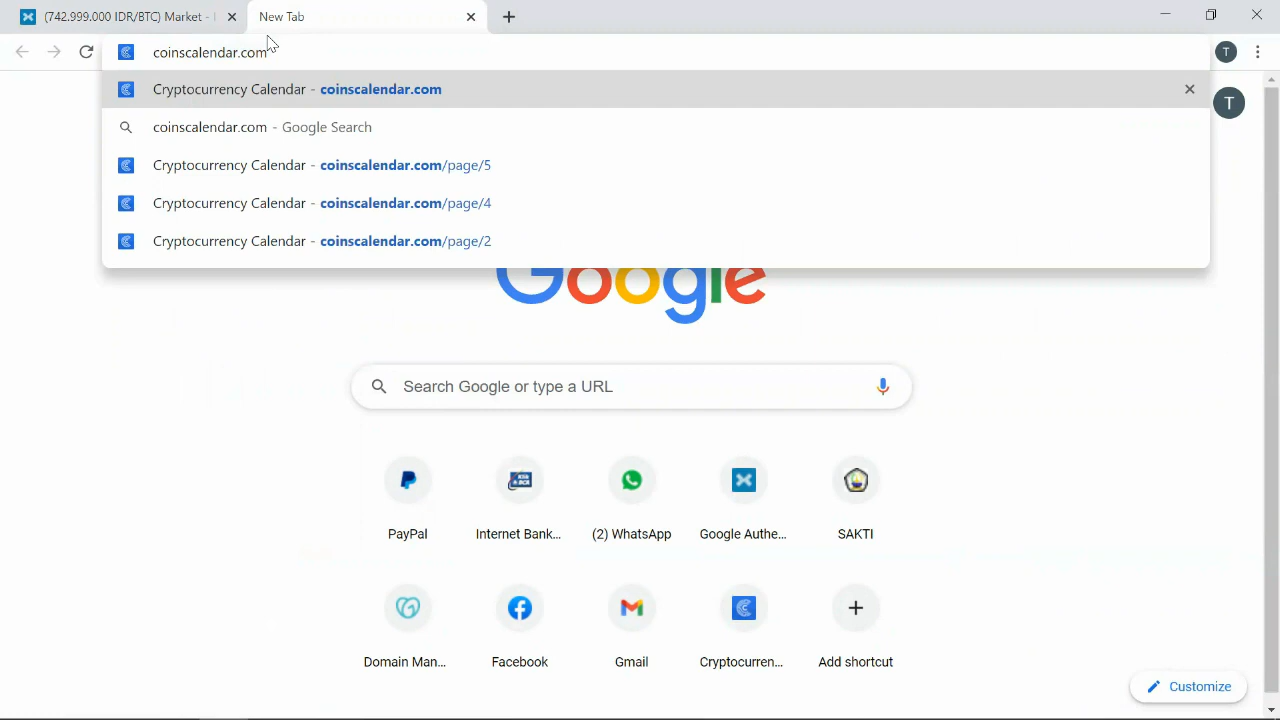 (742.999.000 IDR/BTC) Market - I
New Tab
coinscalendar.com
T
Cryptocurrency Calendar - coinscalendar.com
T
coinscalendar.com - Google Search
Cryptocurrency Calendar - coinscalendar.com/page/5
Cryptocurrency Calendar - coinscalendar.com/page/4
Cryptocurrency Calendar - coinscalendar.com/page/2
Google
Search Google or type a URL
PayPal
Internet Bank...
(2) WhatsApp
Google Authe...
SAKTI
Domain Man...
Facebook
Gmail
Cryptocurren...
Add shortcut
Customize